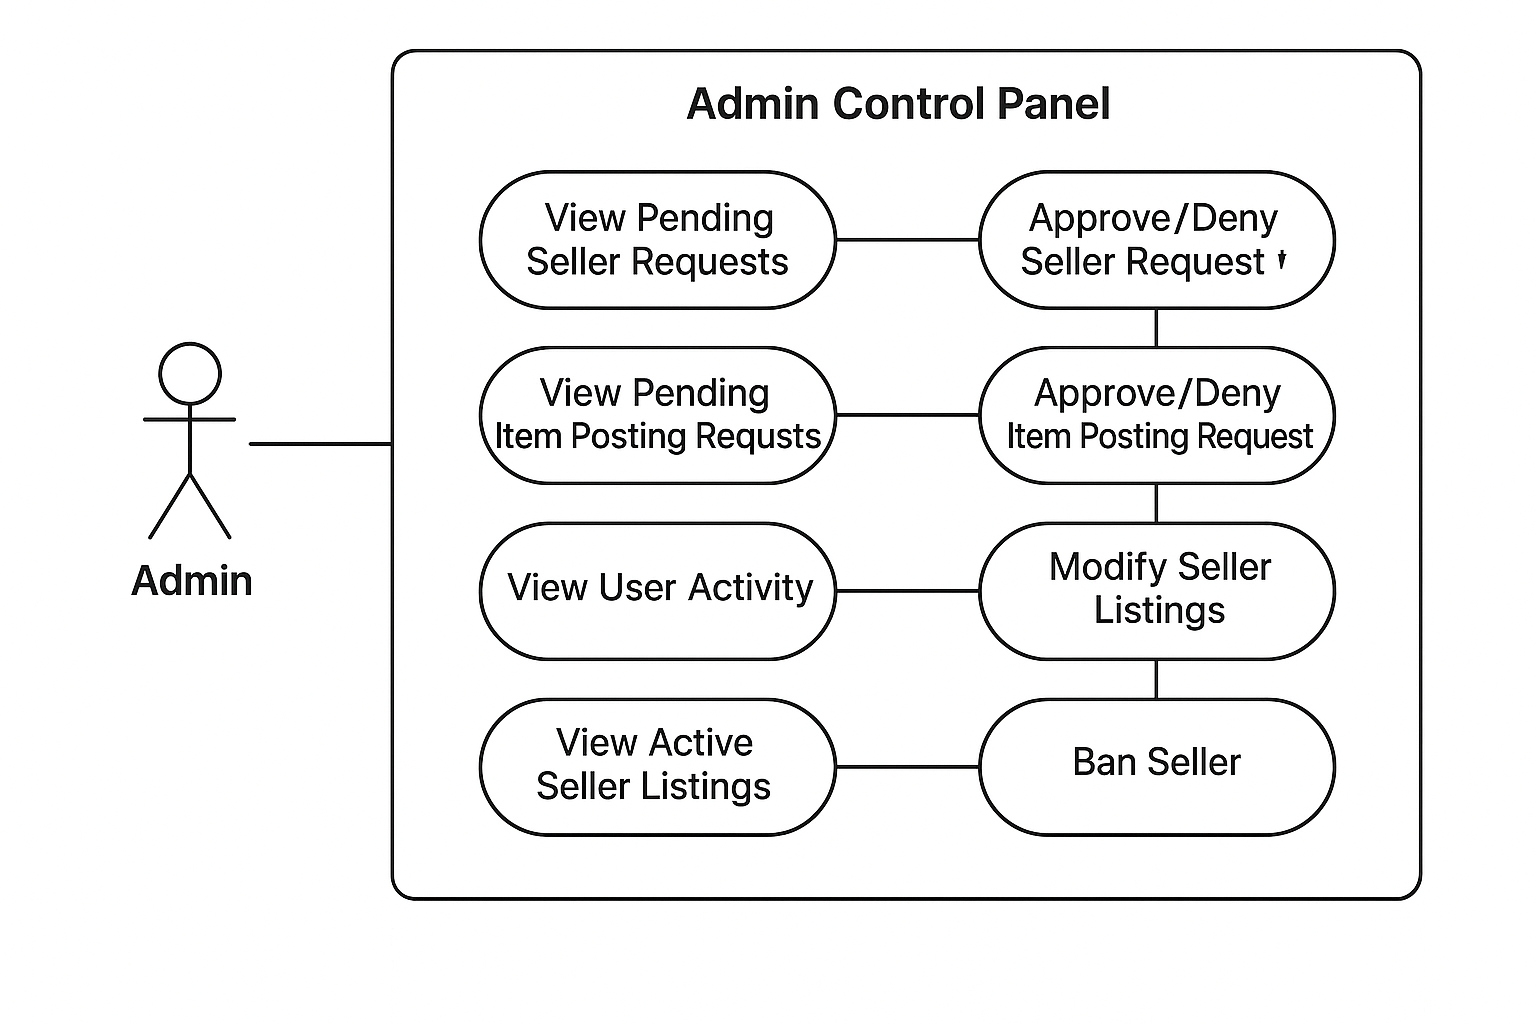 Admin Control Panel
View Pending
Seller Requests
Approve/Deny
Seller Request
View Pending
Item Posting Requsts
Approve/Deny
Item Posting Request
View User Activity
Modify Seller
Listings
View Active
Seller Listings
Ban Seller
Admin